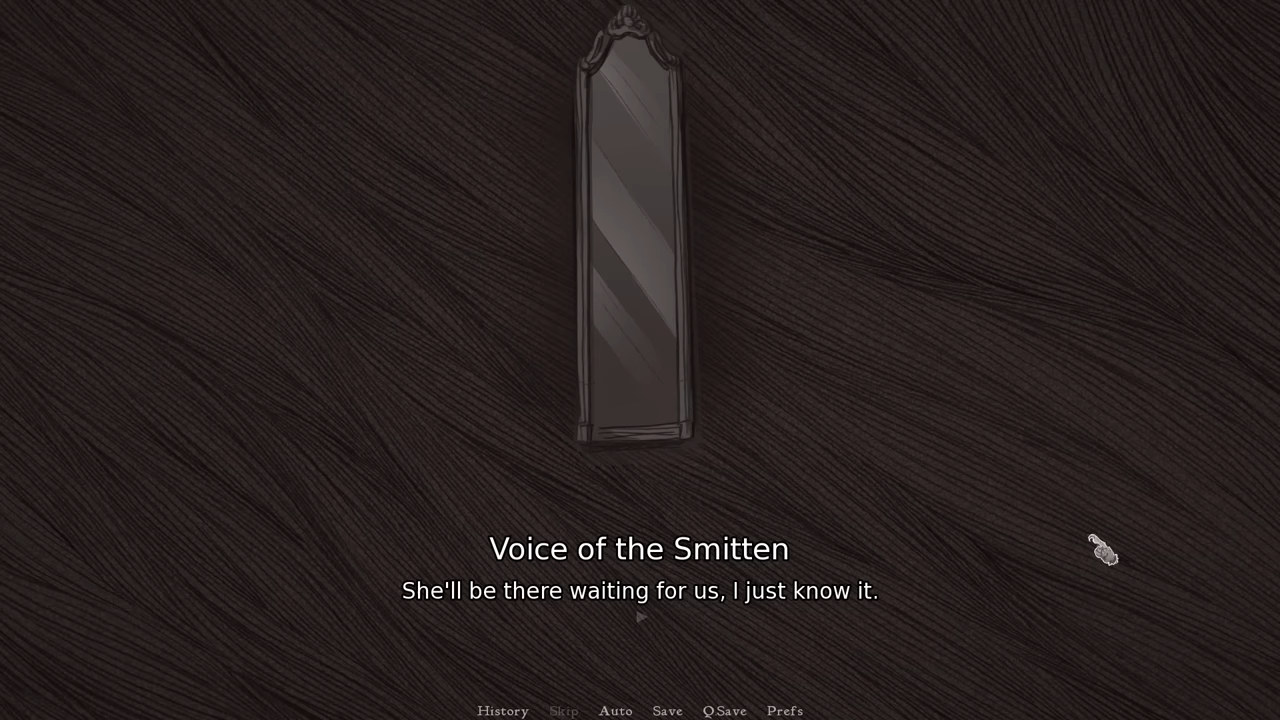 Voice of the Smitten
She'll be there waiting for us, I just know it.
History Skip Auto Save Q.Save Prefs